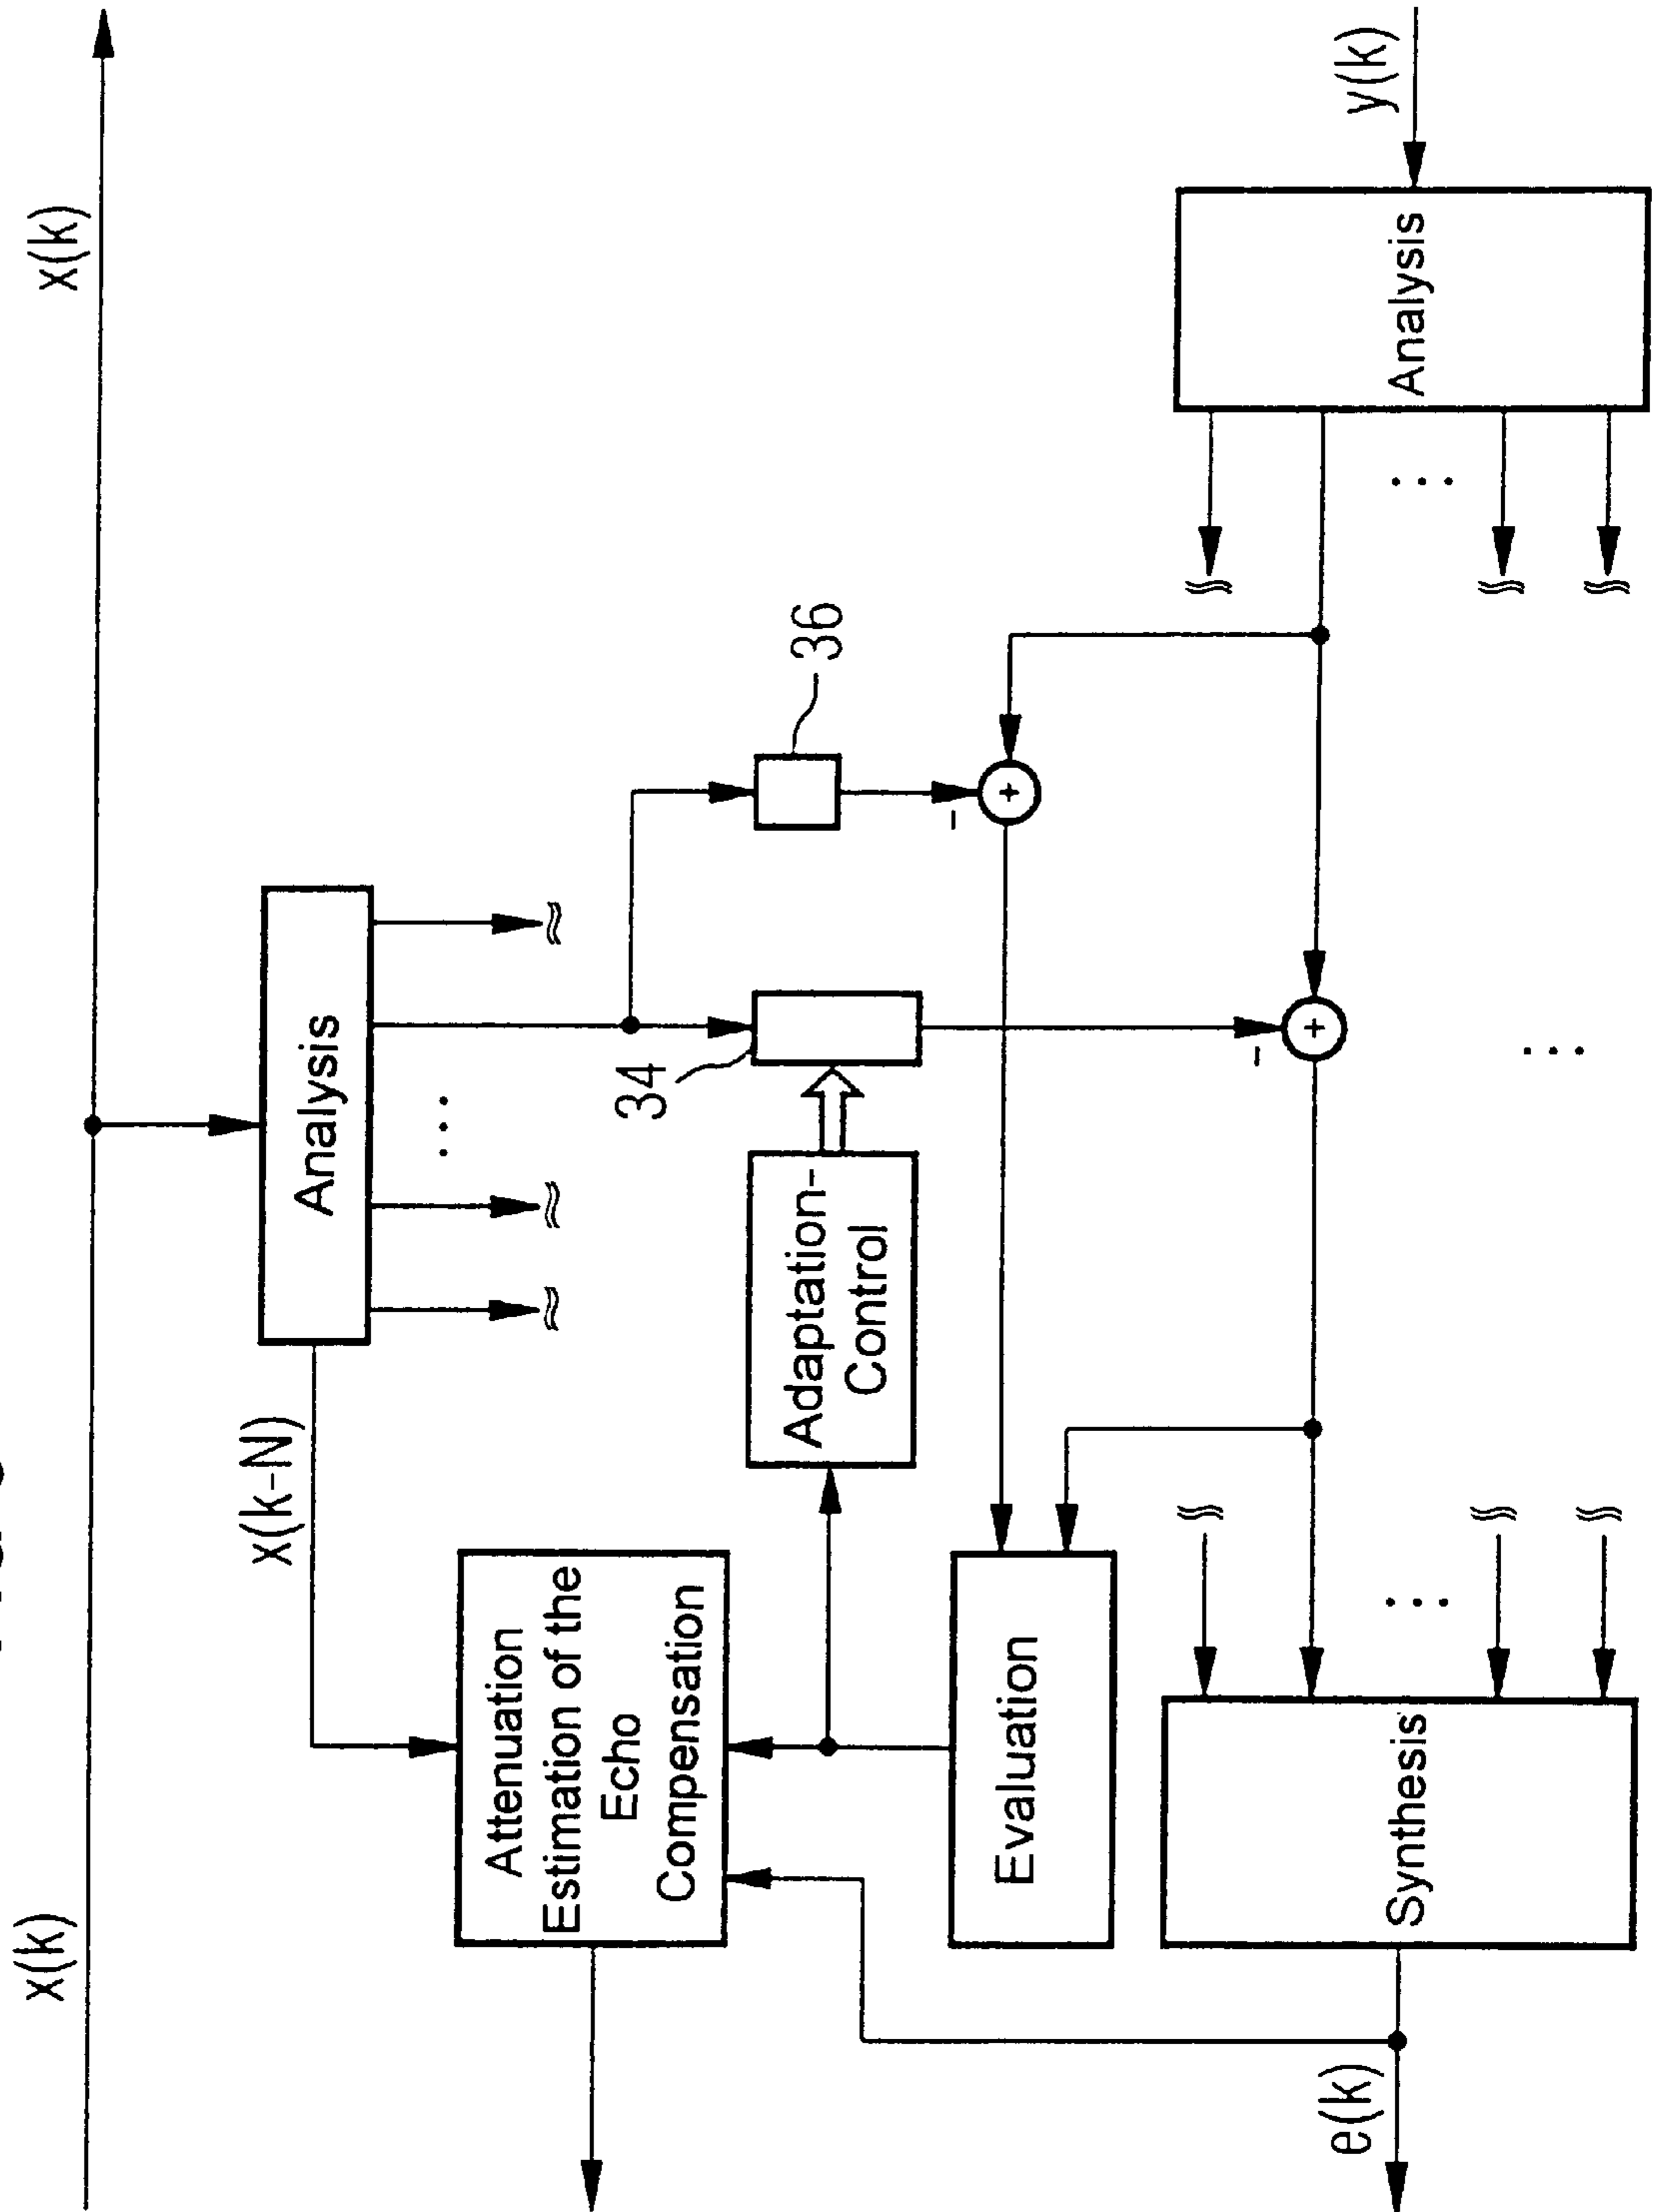 x(k)
x(k)
x(k-N)
Analysis
Attenuation
Estimation of the
Echo
Compensation
Adaptation-
Control
34
36
Evaluation
Synthesis
Analysis
y(k)
e(k)
+
-
+
-